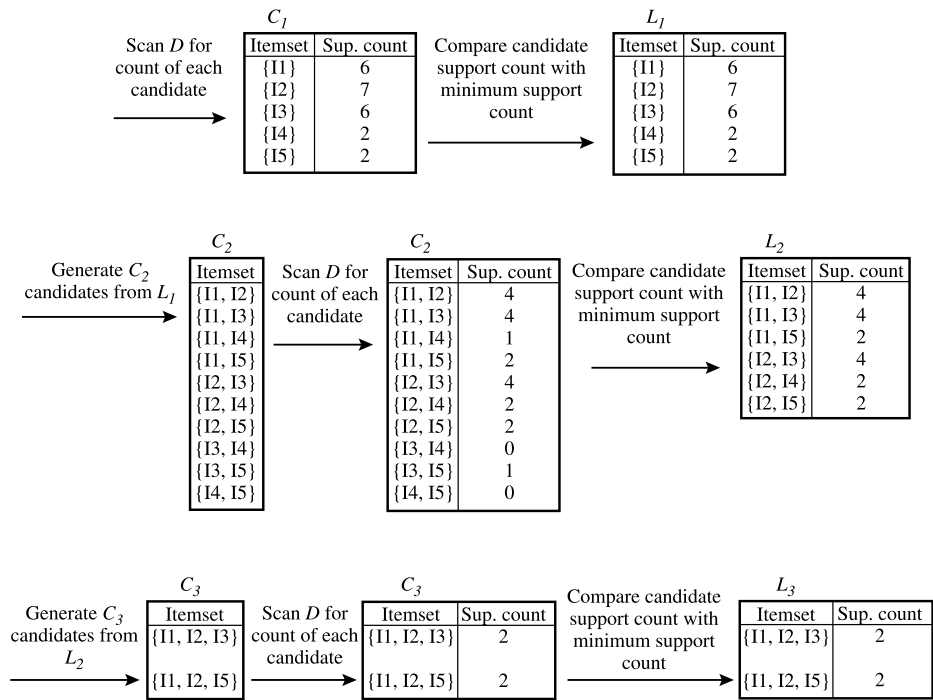 C1
L1
Scan D for
count of each
candidate
Itemset Sup. count
{I1} 6
{I2} 7
{I3} 6
{I4} 2
{I5} 2
Compare candidate
support count with
minimum support
count
Itemset Sup. count
{I1} 6
{I2} 7
{I3} 6
{I4} 2
{I5} 2
Generate C2
candidates from L1
C2
Itemset
{I1, I2}
{I1, I3}
{I1, I4}
{I1, I5}
{I2, I3}
{I2, I4}
{I2, I5}
{I3, I4}
{I3, I5}
{I4, I5}
Scan D for
count of each
candidate
C2
Itemset Sup. count
{I1, I2} 4
{I1, I3} 4
{I1, I4} 1
{I1, I5} 2
{I2, I3} 4
{I2, I4} 2
{I2, I5} 2
{I3, I4} 0
{I3, I5} 1
{I4, I5} 0
Compare candidate
support count with
minimum support
count
L2
Itemset Sup. count
{I1, I2} 4
{I1, I3} 4
{I1, I5} 2
{I2, I3} 4
{I2, I4} 2
{I2, I5} 2
Generate C3
candidates from
L2
C3
Itemset
{I1, I2, I3}
{I1, I2, I5}
Scan D for
count of each
candidate
C3
Itemset Sup. count
{I1, I2, I3} 2
{I1, I2, I5} 2
Compare candidate
support count with
minimum support
count
L3
Itemset Sup. count
{I1, I2, I3} 2
{I1, I2, I5} 2